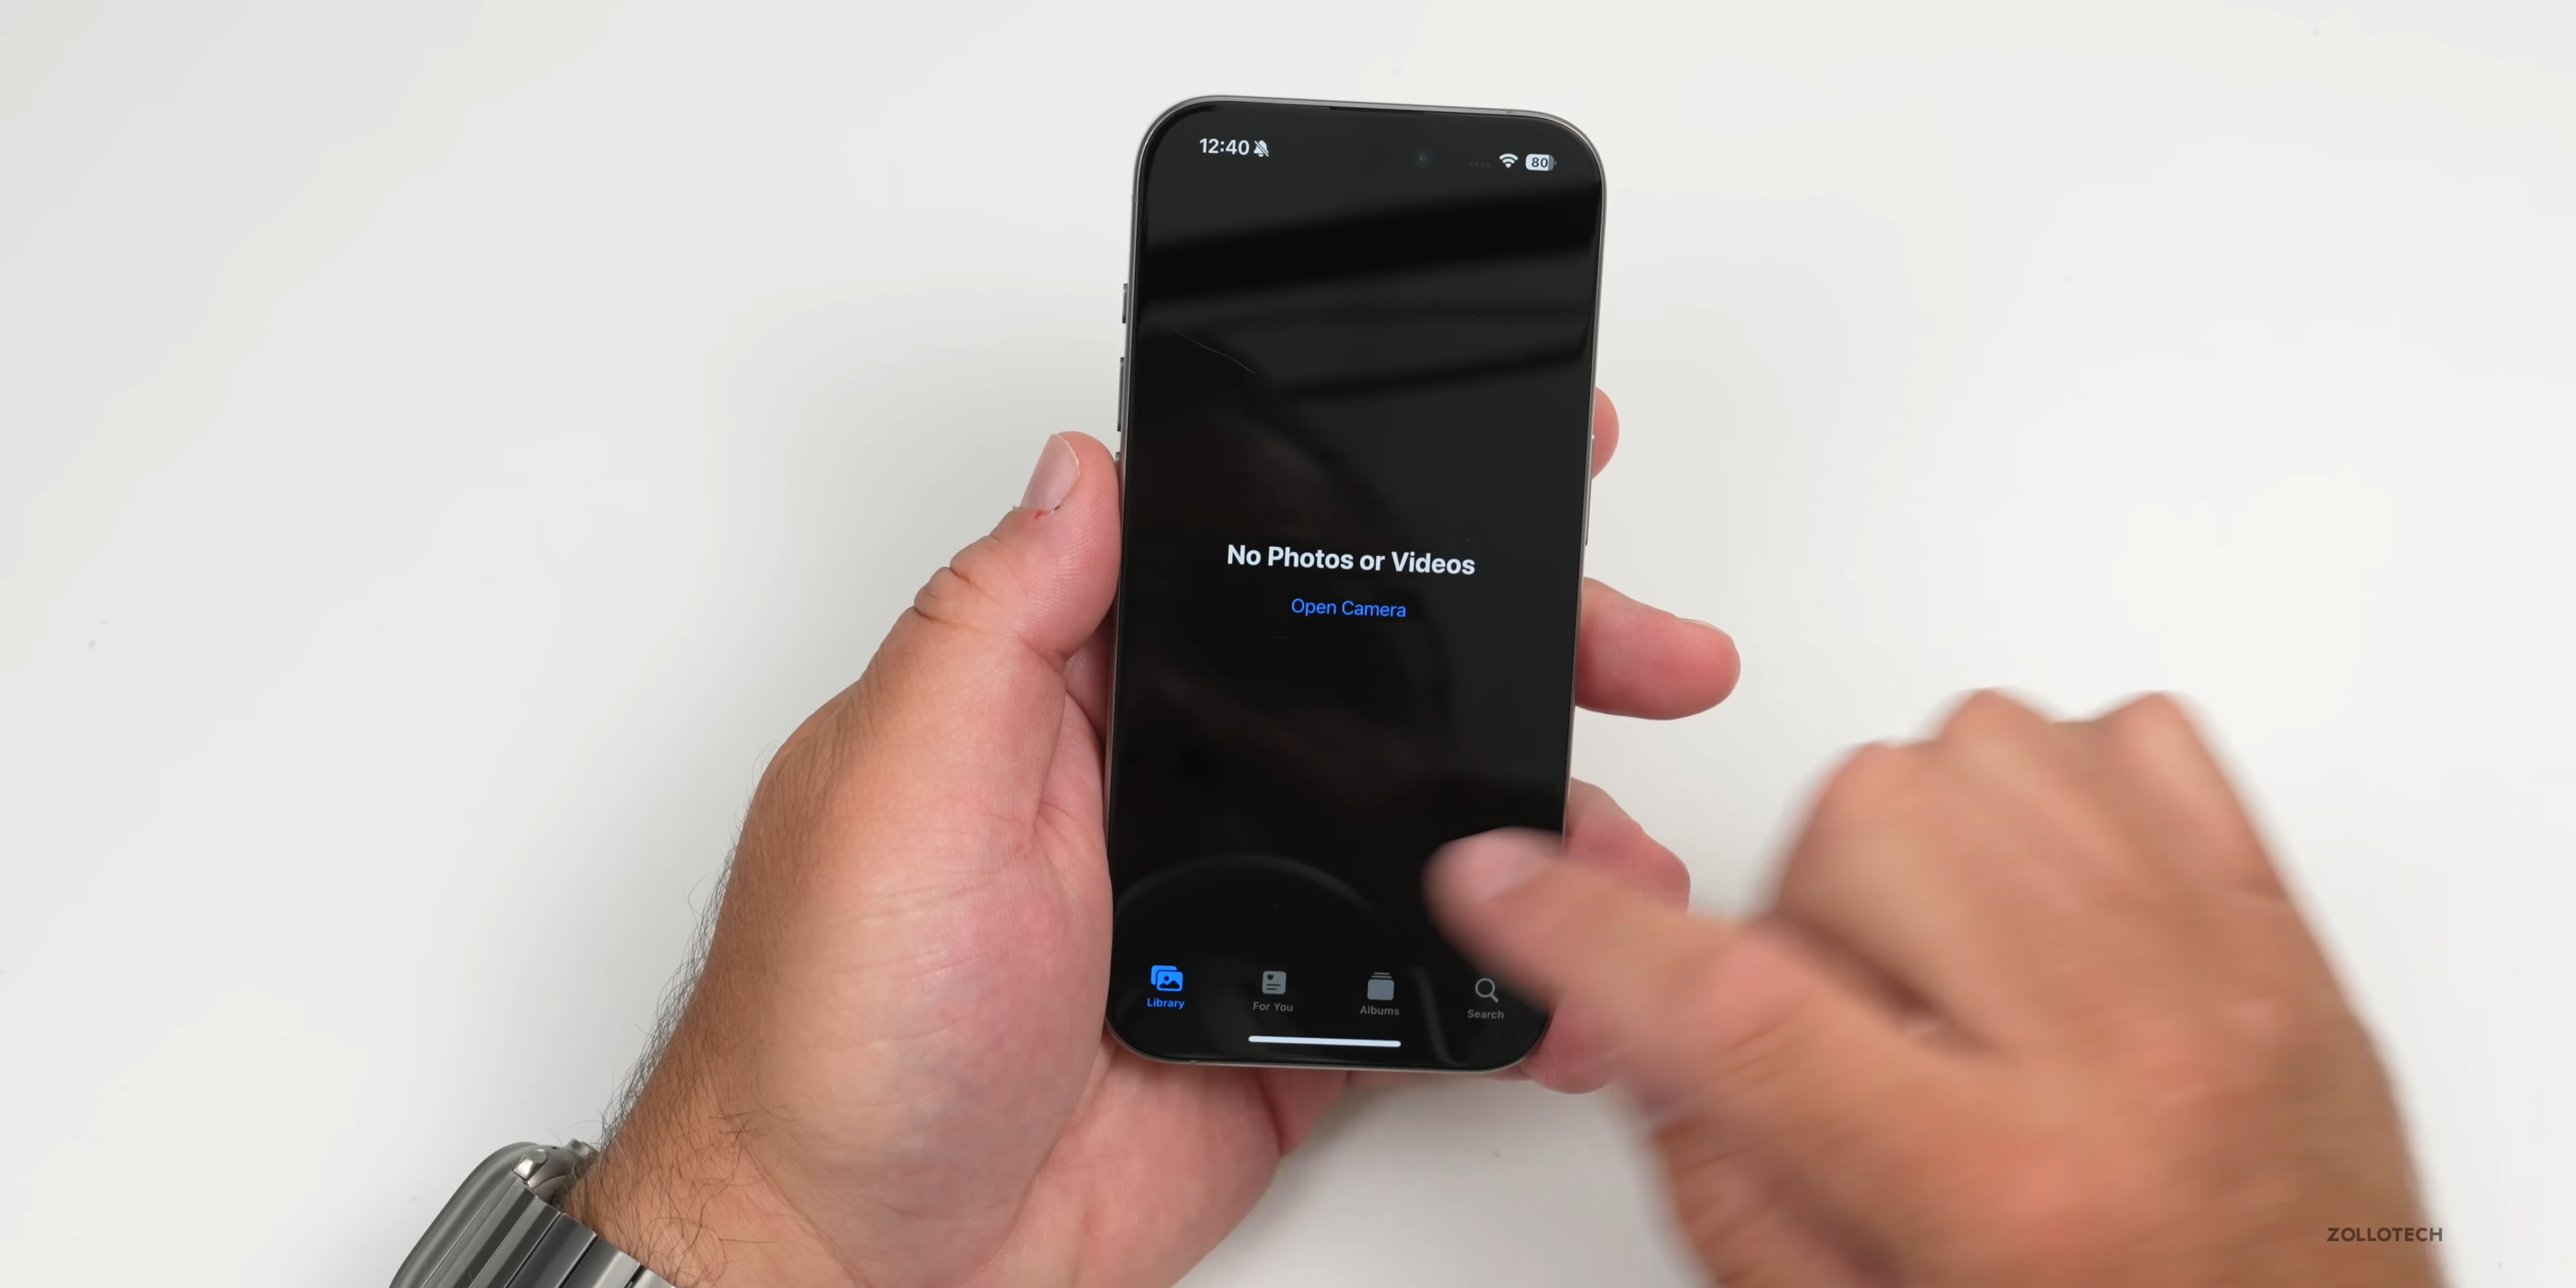 12:40
80
No Photos or Videos
Open Camera
Library
For You
Albums
Search
ZOLLOTECH